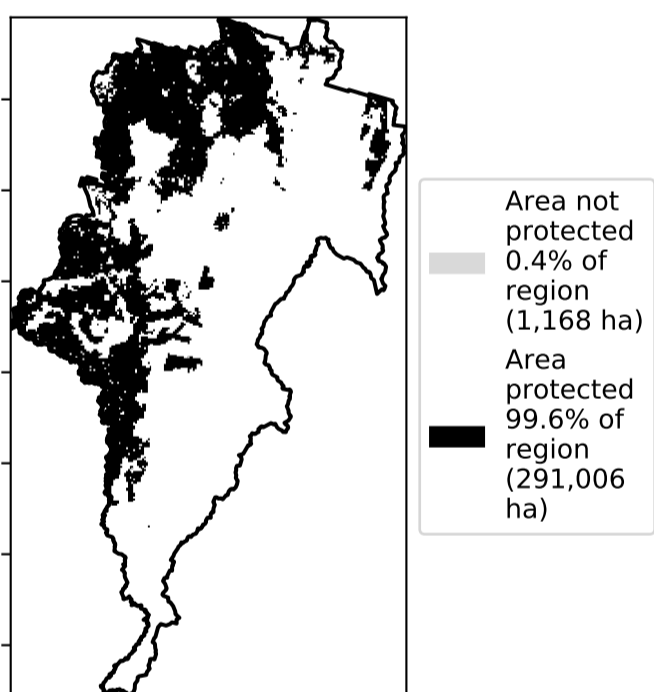 Area not
protected
0.4% of
region
(1,168 ha)
Area
protected
99.6% of
region
(291,006
ha)